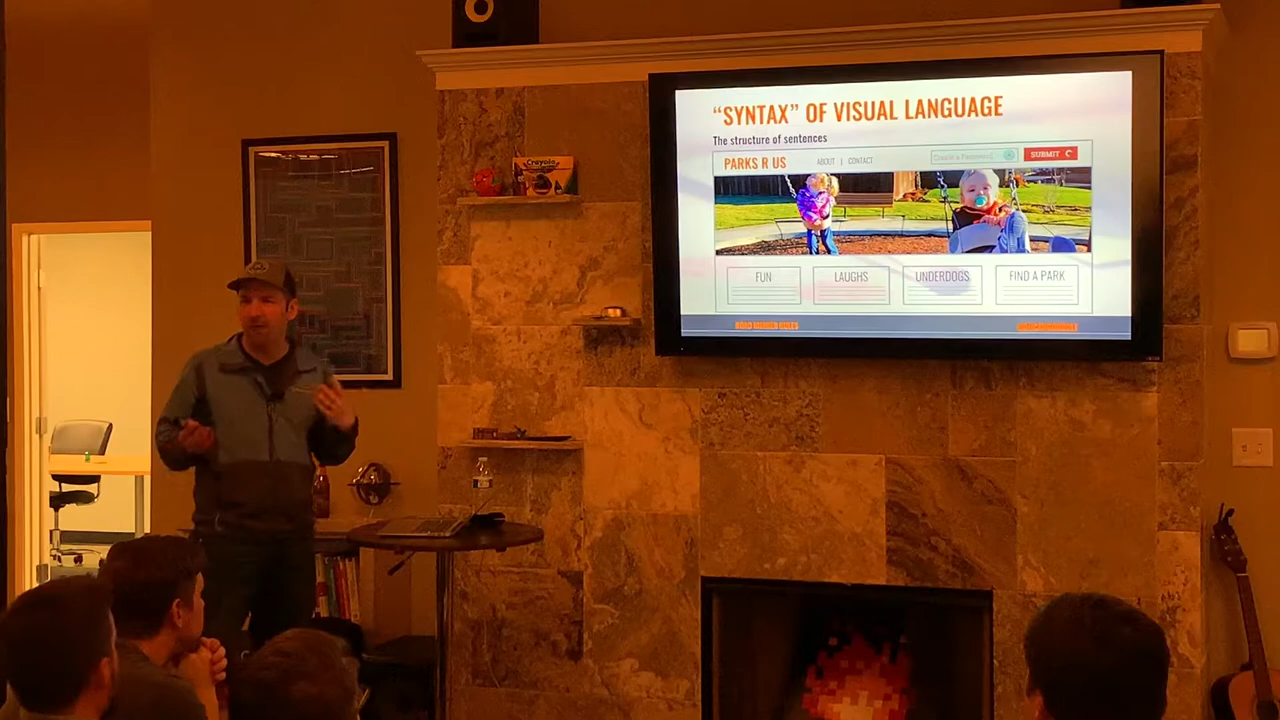 Crayola
“SYNTAX” OF VISUAL LANGUAGE
The structure of sentences
PARKS R US
ABOUT | CONTACT
SUBMIT
FUN
LAUGHS
UNDERDOGS
FIND A PARK